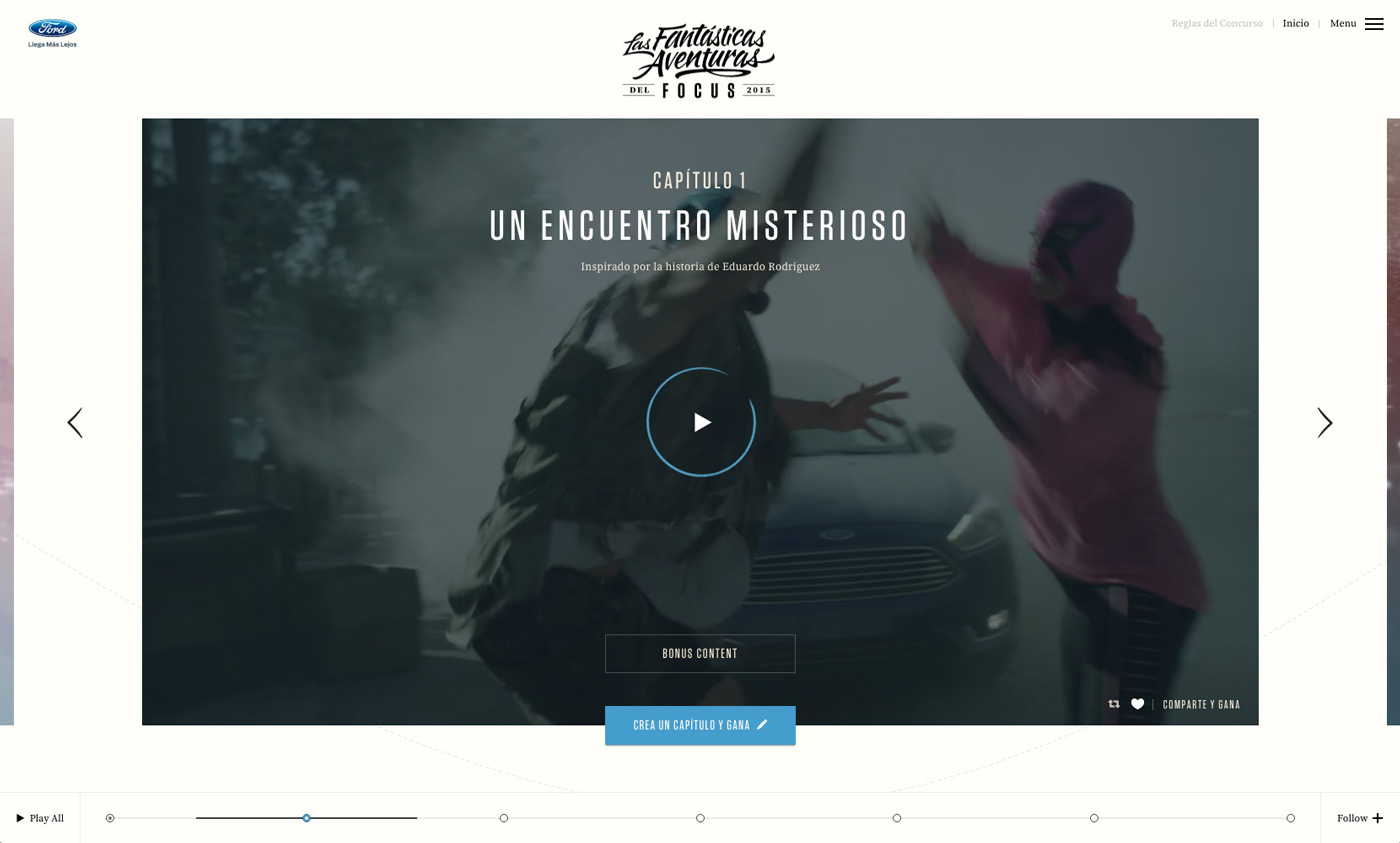 Ford
Llega Más Lejos
Las Fantásticas
Aventuras
DEL FOCUS 2015
Reglas del Concurso | Inicio | Menu
CAPÍTULO 1
UN ENCUENTRO MISTERIOSO
Inspirado por la historia de Eduardo Rodriguez
BONUS CONTENT
COMPARTE Y GANA
CREA UN CAPÍTULO Y GANA
Play All
Follow